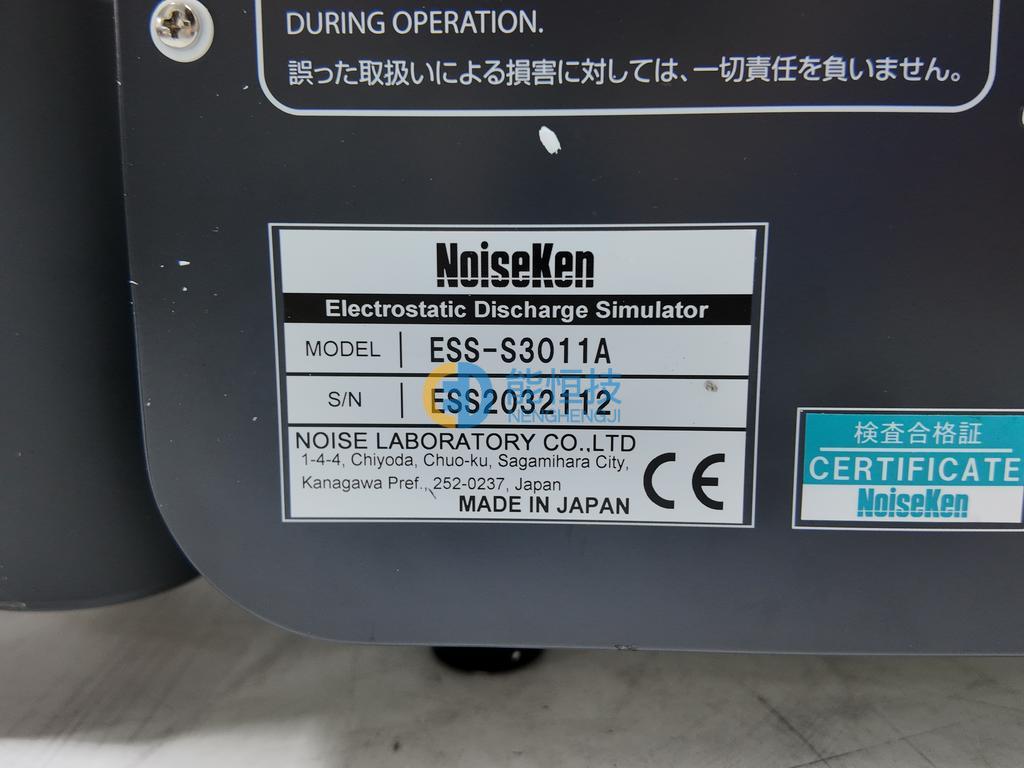 DURING OPERATION.
誤った取扱いによる損害に対しては、一切責任を負いません。
NoiseKen
Electrostatic Discharge Simulator
MODEL ESS-S3011A
S/N ESS2032112
能恒技
NENGHENGJI
NOISE LABORATORY CO.,LTD
1-4-4, Chiyoda, Chuo-ku, Sagamihara City,
Kanagawa Pref., 252-0237, Japan
MADE IN JAPAN
CE
検査合格証
CERTIFICATE
NoiseKen